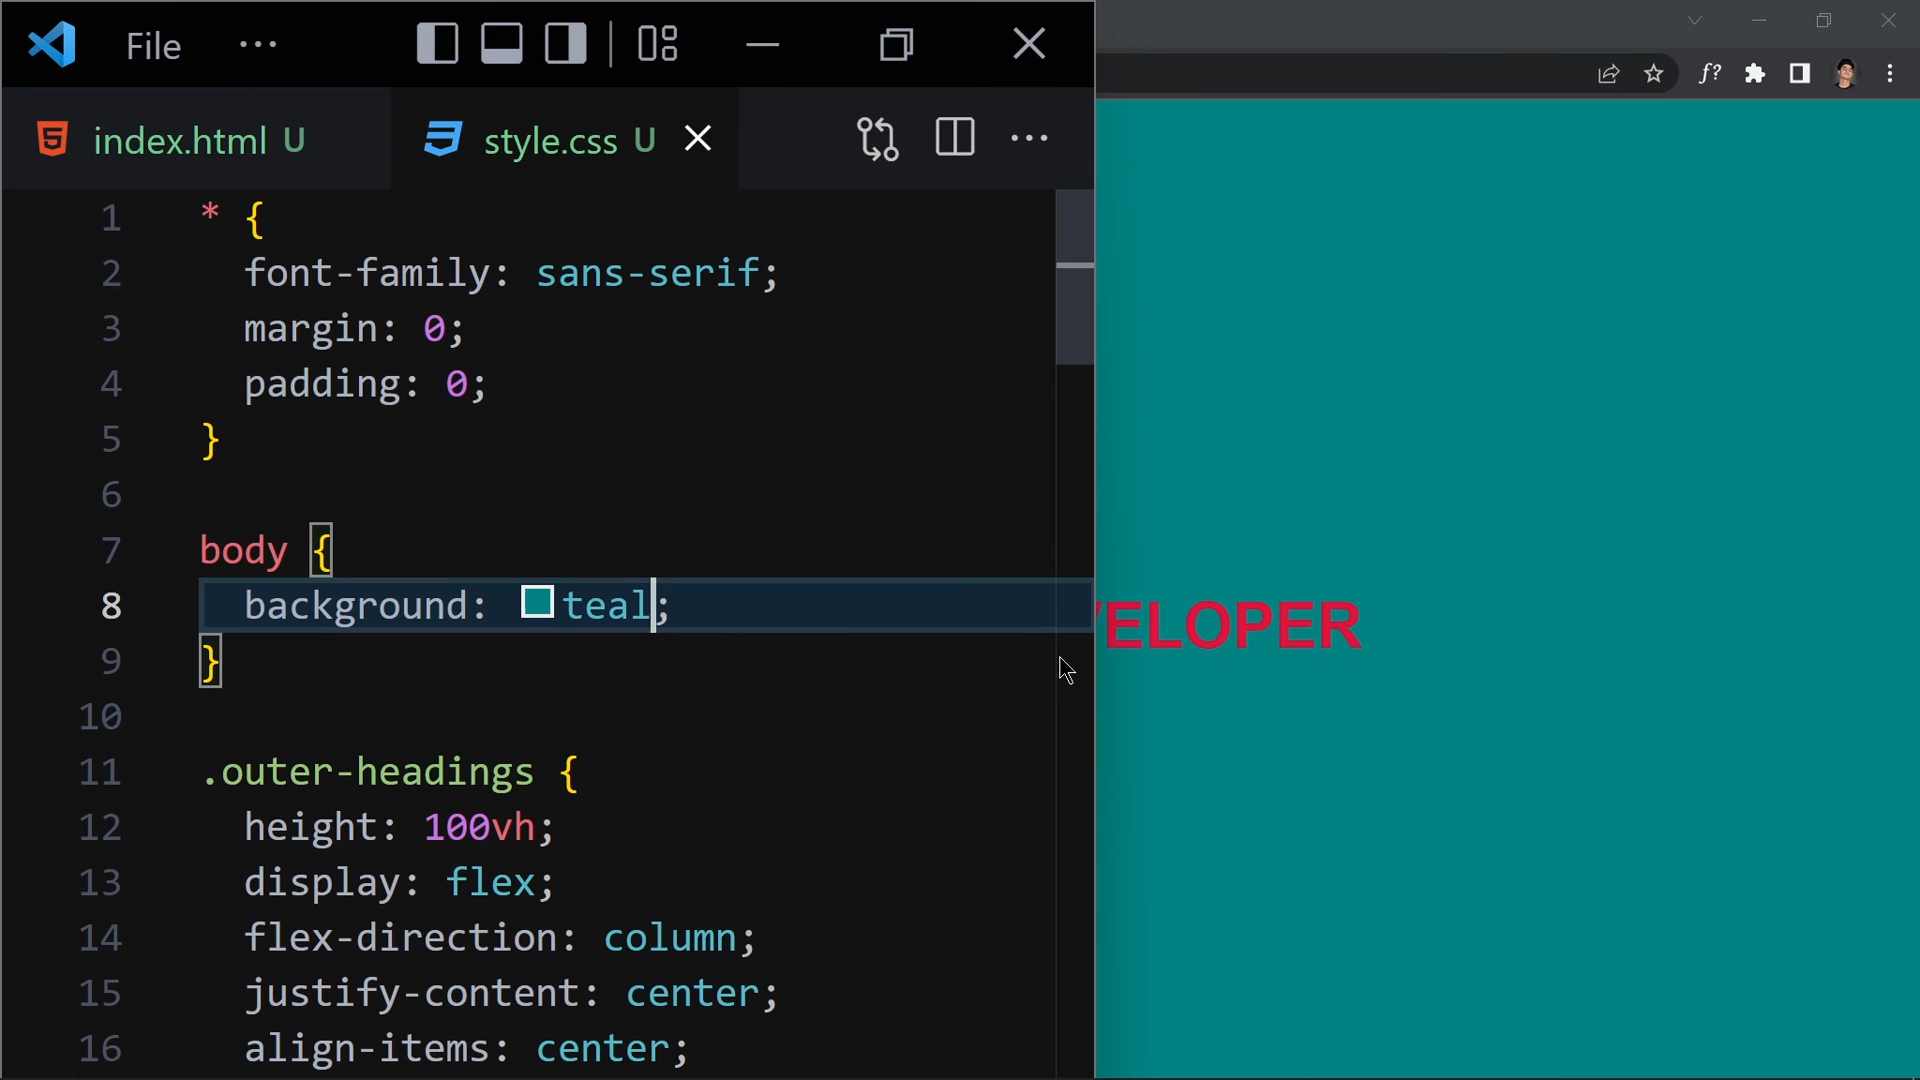 File ···
index.html U
style.css U
f?
1 * {
2 font-family: sans-serif;
3 margin: 0;
4 padding: 0;
5 }
6
7 body {
8 background: teal;
9 }
10
11 .outer-headings {
12 height: 100vh;
13 display: flex;
14 flex-direction: column;
15 justify-content: center;
16 align-items: center;
VELOPER